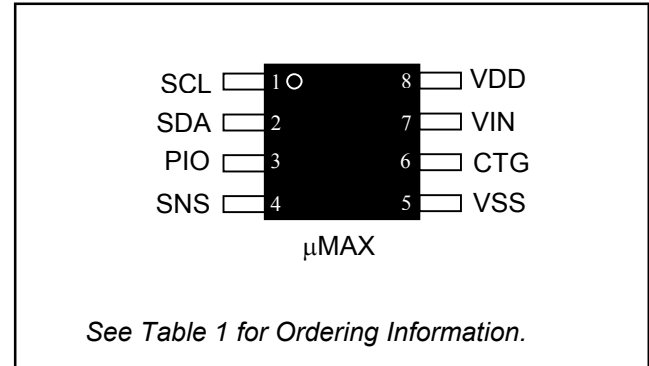 SCL 1 8 VDD
SDA 2 7 VIN
PIO 3 6 CTG
SNS 4 5 VSS
μMAX
See Table 1 for Ordering Information.